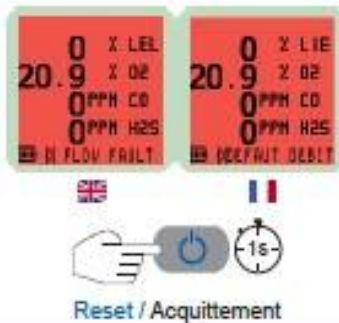 0 % LEL
20.9 % O2
0 PPM CO
0 PPM H2S
FLOW FAULT
0 % LIE
20.9 % O2
0 PPM CO
0 PPM H2S
DEFAUT DEBIT
1s
Reset / Acquittement